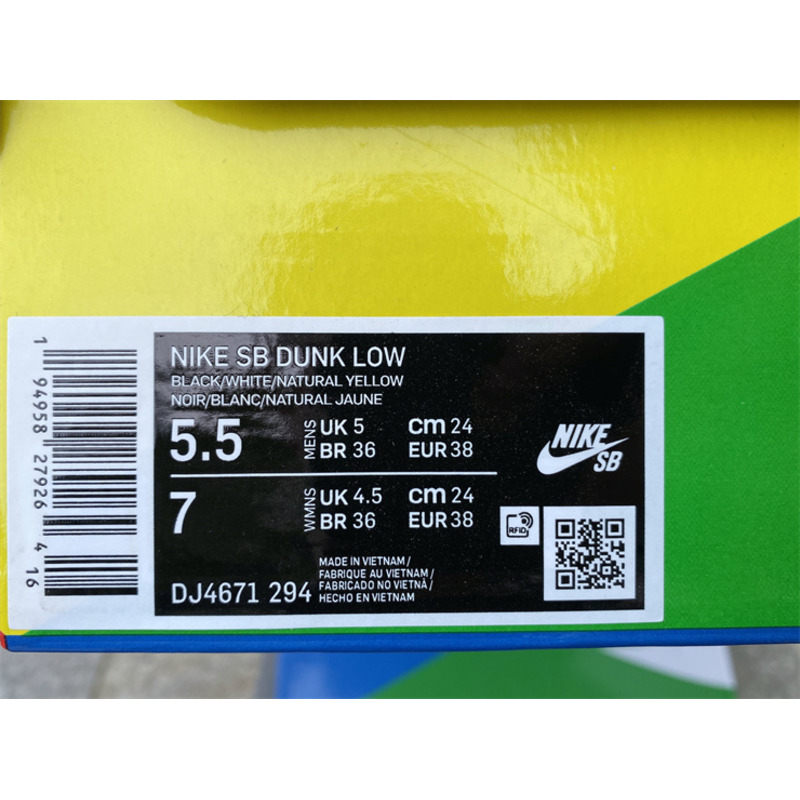 NIKE SB DUNK LOW
BLACK/WHITE/NATURAL YELLOW
NOIR/BLANC/NATURAL JAUNE
5.5 MENS UK 5 cm 24
BR 36 EUR 38
7 WMNS UK 4.5 cm 24
BR 36 EUR 38
DJ4671 294
MADE IN VIETNAM /
FABRIQUE AU VIETNAM /
FABRICADO NO VIETNÃ /
HECHO EN VIETNAM
NIKE
SB
RFID
1 94958 27926 4 16